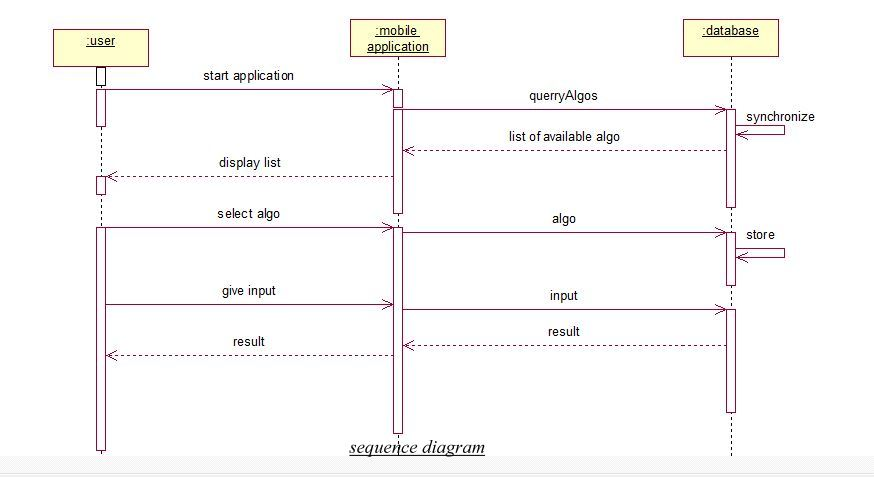 :user
:mobile
application
:database
start application
querryAlgos
synchronize
list of available algo
display list
select algo
algo
store
give input
input
result
result
sequence diagram